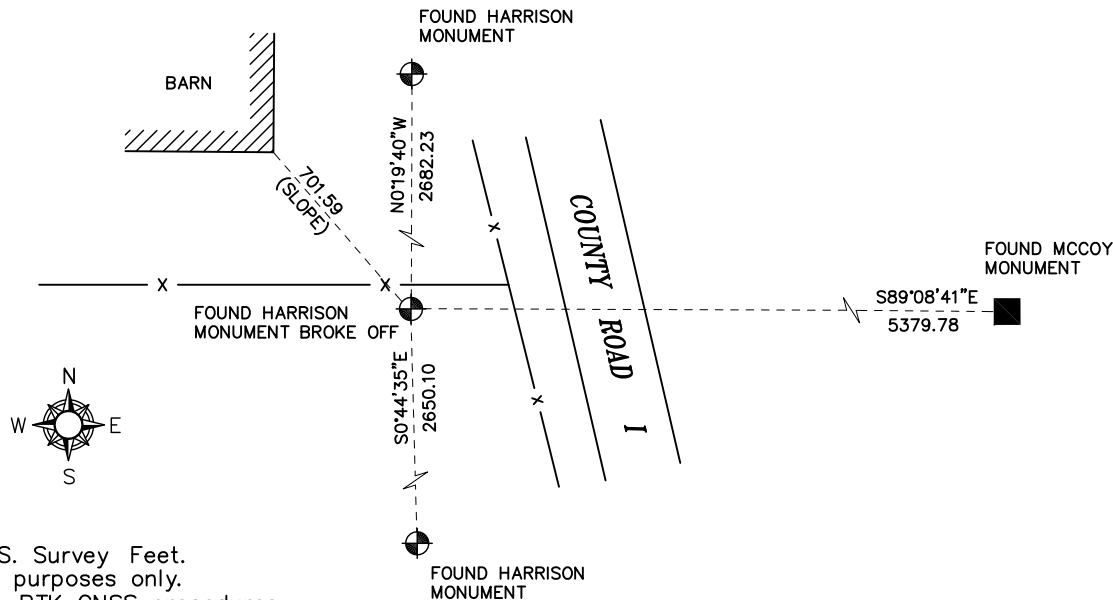 FOUND HARRISON
MONUMENT
BARN
N0°19'40"W
2682.23
701.59
(SLOPE)
COUNTY ROAD I
FOUND MCCOY
MONUMENT
X
X
X
X
FOUND HARRISON
MONUMENT BROKE OFF
S89°08'41"E
5379.78
S0°44'35"E
2650.10
N
W E
S
S. Survey Feet.
purposes only.
FOUND HARRISON
MONUMENT